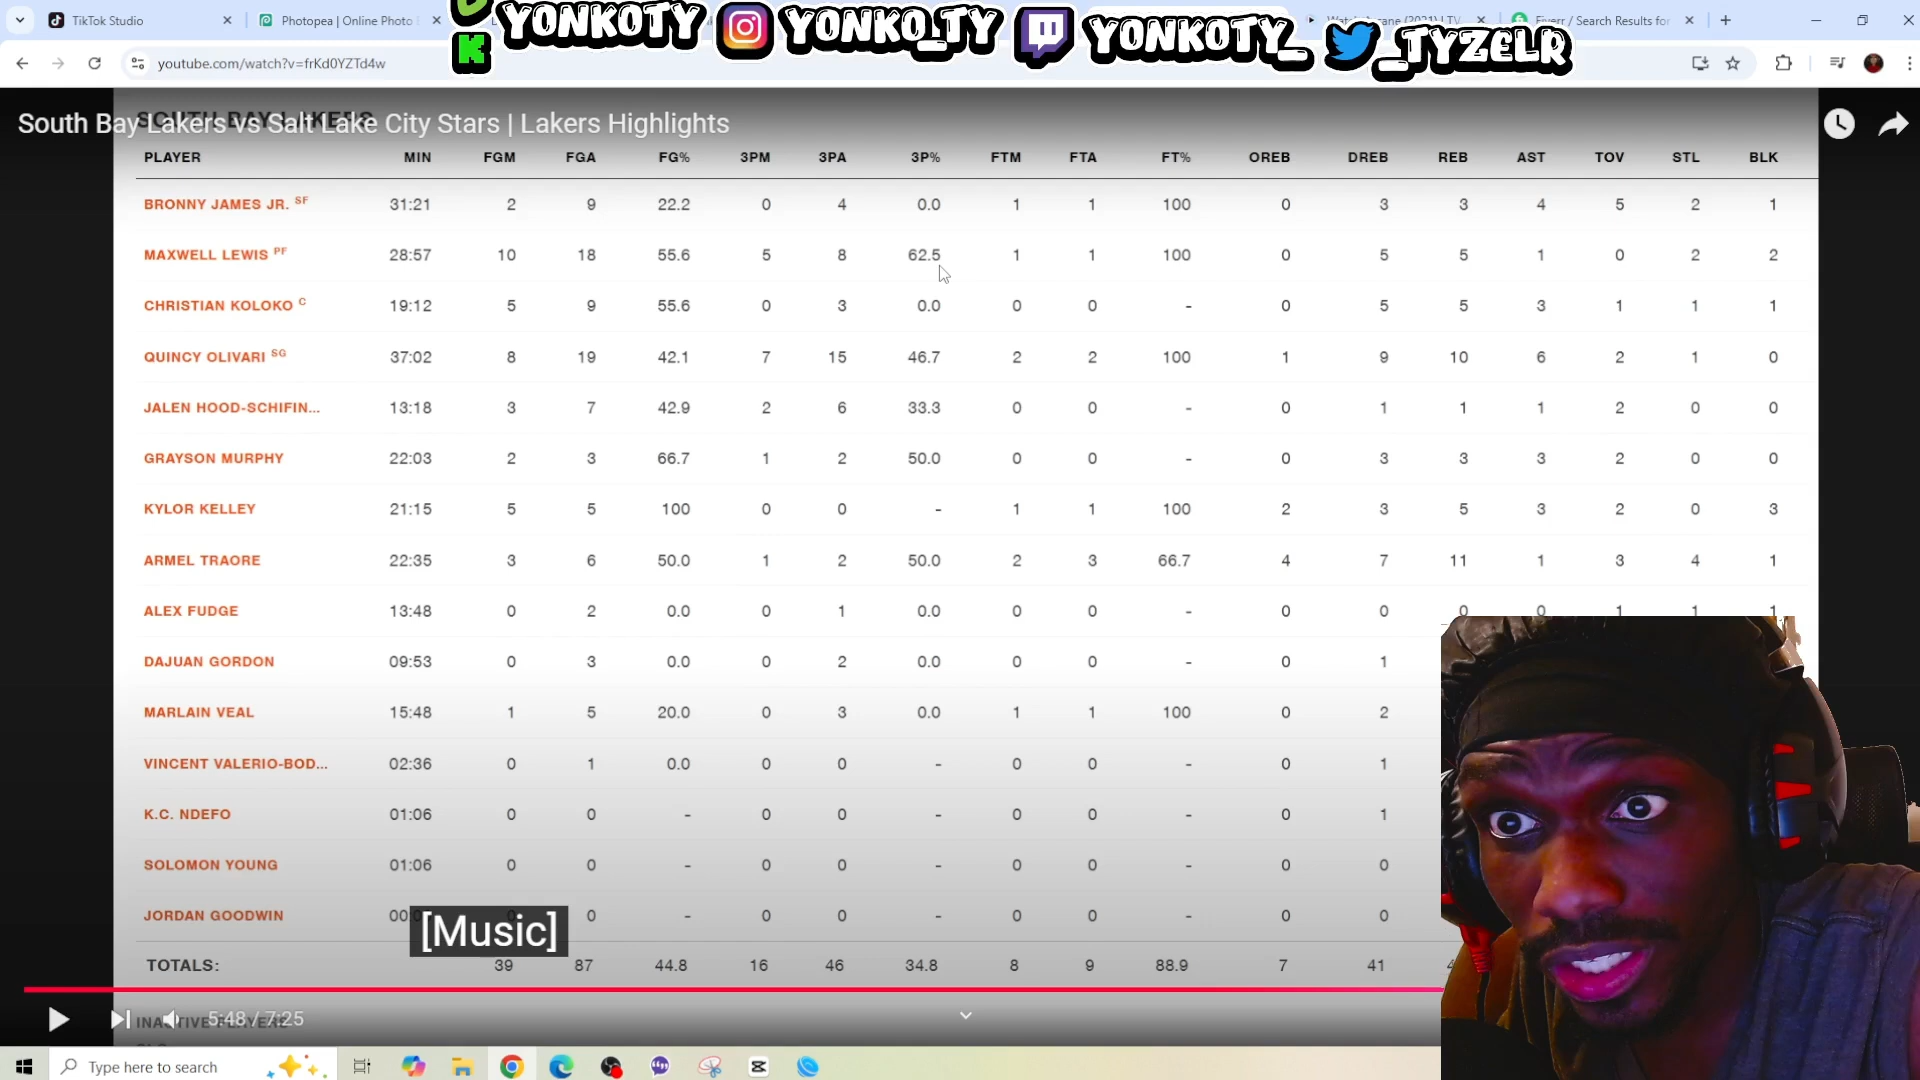 TikTok Studio
Photopea | Online Photo
YONKOTY
YONKO_TY
YONKOTY_
_TYZELR
K
Watch Arcane (2021) | TV
Fiverr / Search Results for
youtube.com/watch?v=frKd0YZTd4w
SOUTH BAY LAKERS
South Bay Lakers vs Salt Lake City Stars | Lakers Highlights
PLAYER MIN FGM FGA FG% 3PM 3PA 3P% FTM FTA FT% OREB DREB REB AST TOV STL BLK
BRONNY JAMES JR. SF 31:21 2 9 22.2 0 4 0.0 1 1 100 0 3 3 4 5 2 1
MAXWELL LEWIS PF 28:57 10 18 55.6 5 8 62.5 1 1 100 0 5 5 1 0 2 2
CHRISTIAN KOLOKO C 19:12 5 9 55.6 0 3 0.0 0 0 - 0 5 5 3 1 1 1
QUINCY OLIVARI SG 37:02 8 19 42.1 7 15 46.7 2 2 100 1 9 10 6 2 1 0
JALEN HOOD-SCHIFIN... 13:18 3 7 42.9 2 6 33.3 0 0 - 0 1 1 1 2 0 0
GRAYSON MURPHY 22:03 2 3 66.7 1 2 50.0 0 0 - 0 3 3 3 2 0 0
KYLOR KELLEY 21:15 5 5 100 0 0 - 1 1 100 2 3 5 3 2 0 3
ARMEL TRAORE 22:35 3 6 50.0 1 2 50.0 2 3 66.7 4 7 11 1 3 4 1
ALEX FUDGE 13:48 0 2 0.0 0 1 0.0 0 0 - 0 0 0 0 1 1 1
DAJUAN GORDON 09:53 0 3 0.0 0 2 0.0 0 0 - 0 1
MARLAIN VEAL 15:48 1 5 20.0 0 3 0.0 1 1 100 0 2
VINCENT VALERIO-BOD... 02:36 0 1 0.0 0 0 - 0 0 - 0 1
K.C. NDEFO 01:06 0 0 - 0 0 - 0 0 - 0 1
SOLOMON YOUNG 01:06 0 0 - 0 0 - 0 0 - 0 0
JORDAN GOODWIN 0 - 0 0 - 0 0 - 0 0
[Music]
TOTALS: 39 87 44.8 16 46 34.8 8 9 88.9 7 41
INACTIVE PLAYERS
5:48 / 7:25
Type here to search